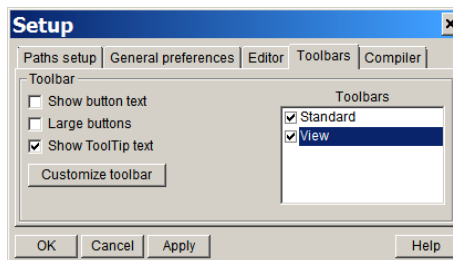 Setup
Paths setup General preferences Editor Toolbars Compiler
Toolbar
Show button text
Large buttons
Show ToolTip text
Customize toolbar
Toolbars
Standard
View
OK Cancel Apply Help